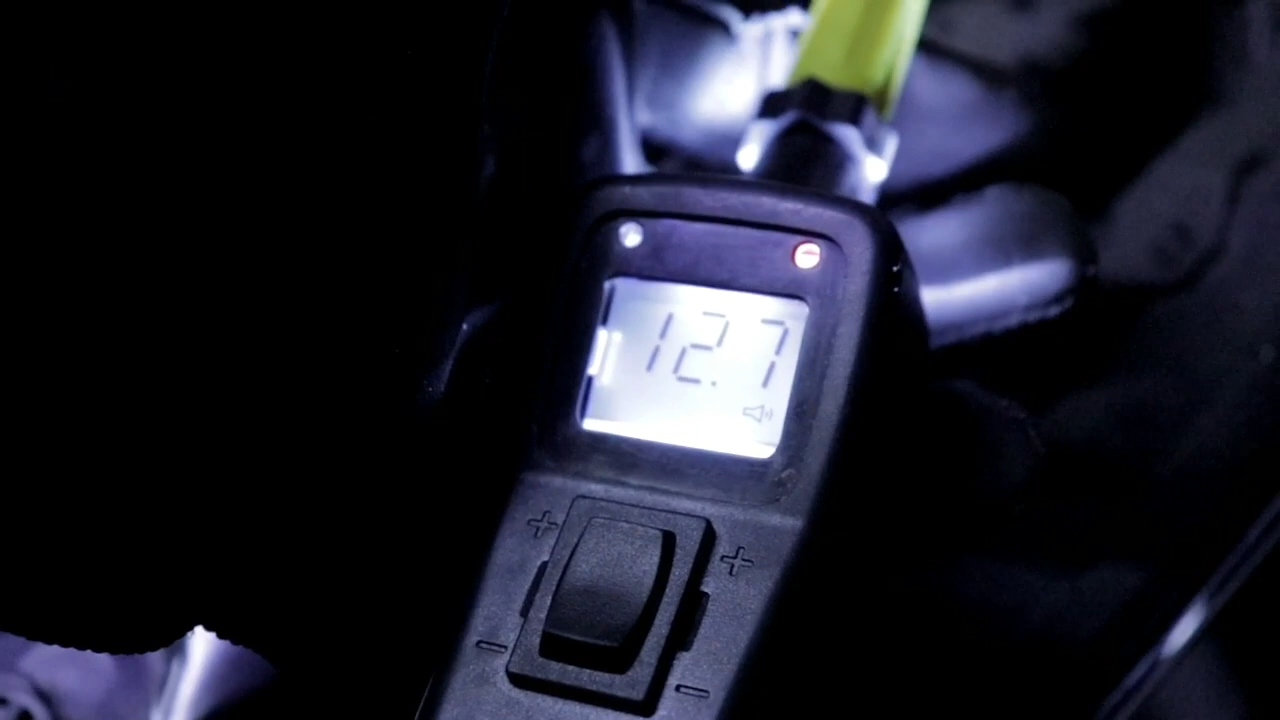 12.7
+ +
- -